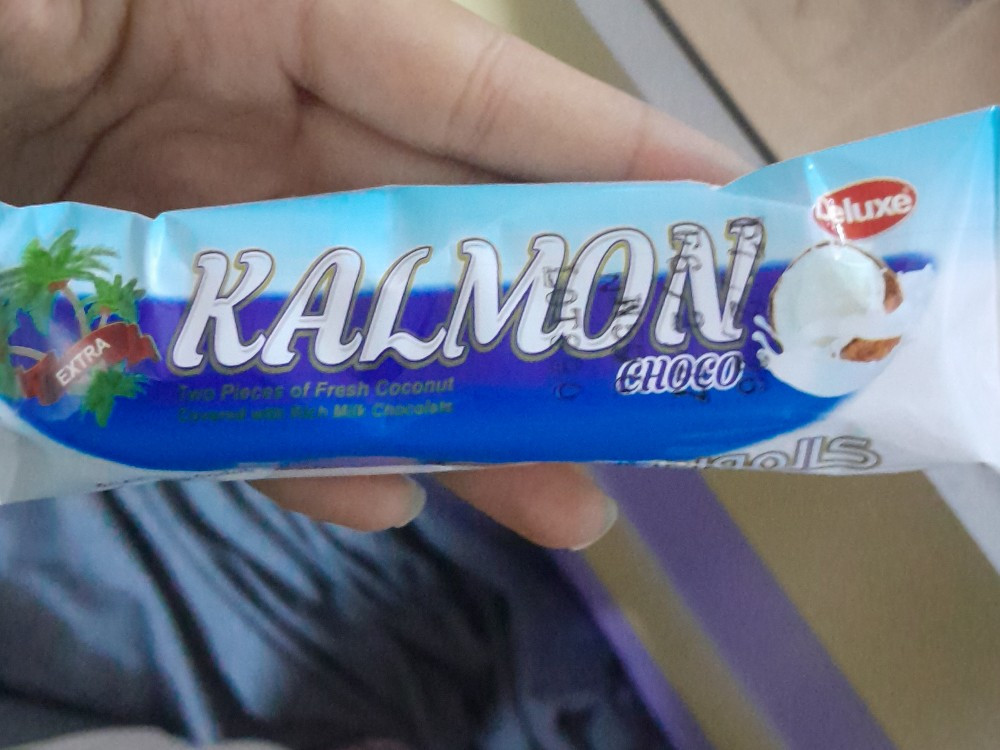 Deluxe
KALMON
CHOCO
EXTRA
Two Pieces of Fresh Coconut
Covered with Rich Milk Chocolate